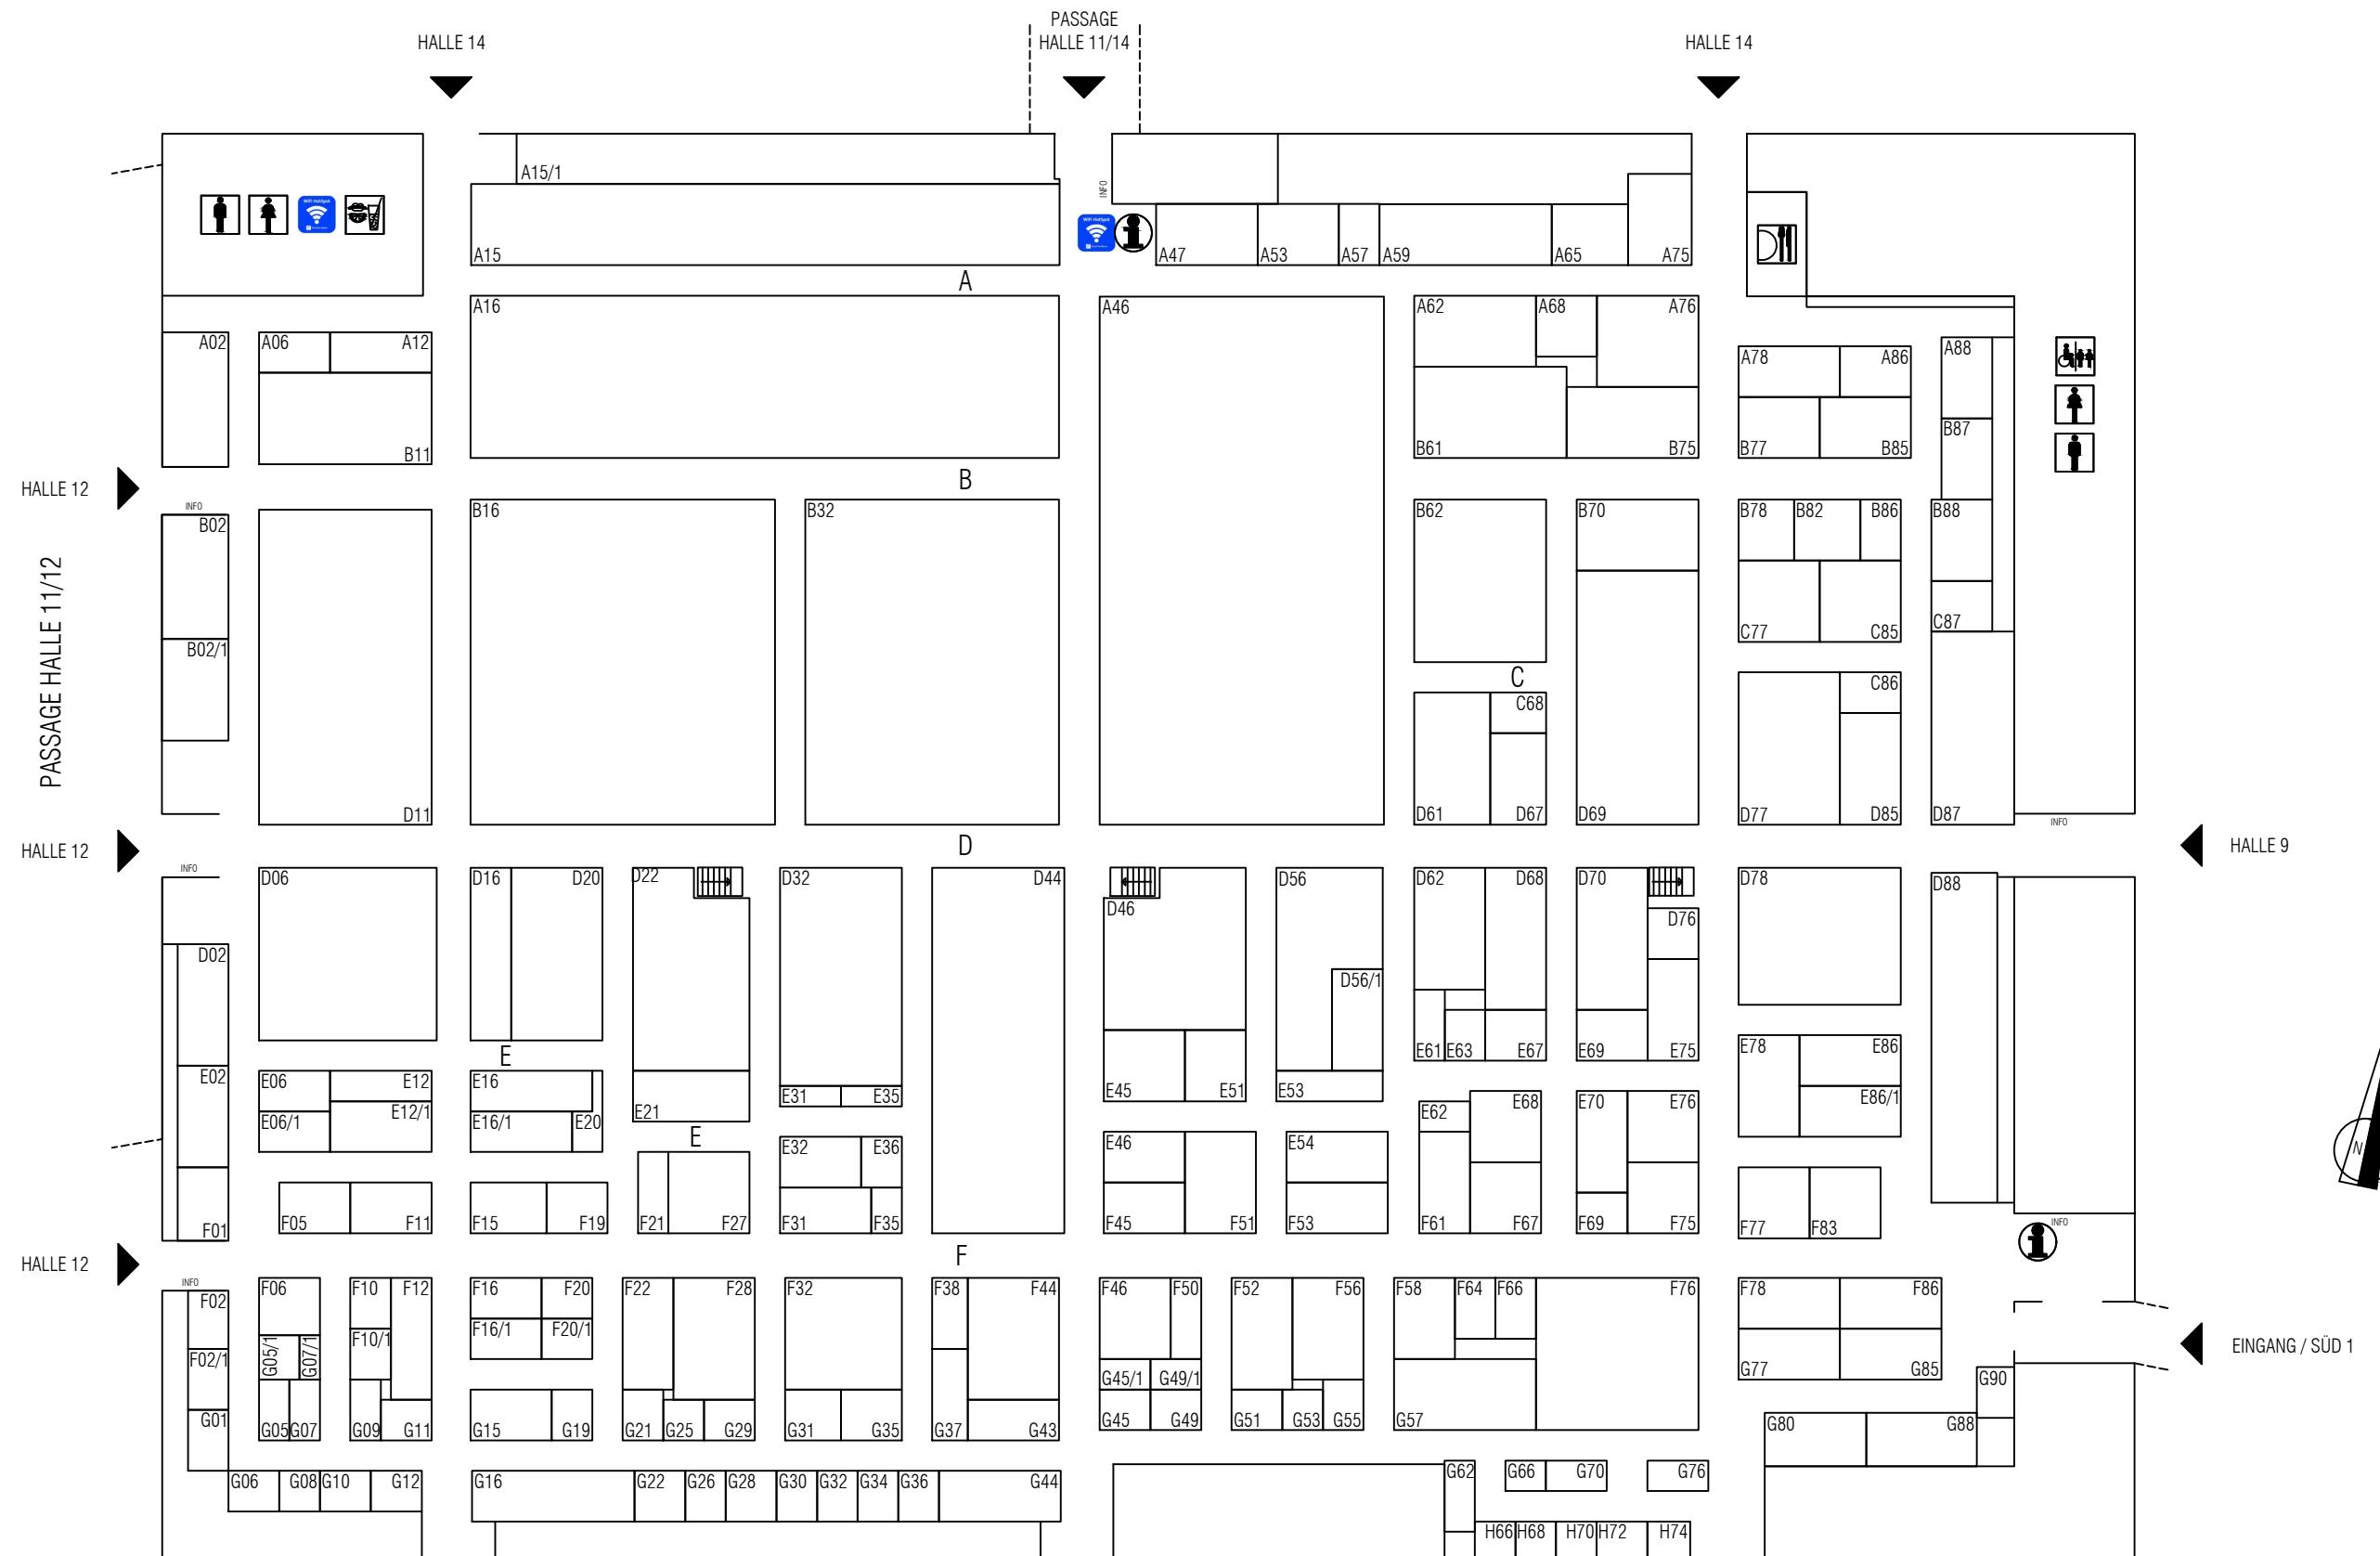 PASSAGE
HALLE 14
HALLE 11/14
HALLE 14
A15/1
INFO
WiFi HotSpot
WiFi HotSpot
A15
A47
A53
A57
A59
A65
A75
A
A16
A46
A62
A68
A76
A02
A06
A12
A78
A86
A88
B87
B11
B61
B75
B77
B85
HALLE 12
B
INFO
B02
B16
B32
B62
B70
B78
B82
B86
B88
PASSAGE HALLE 11/12
B02/1
C77
C85
C87
C
C86
C68
D11
D61
D67
D69
D77
D85
D87
INFO
HALLE 12
D
HALLE 9
INFO
D06
D16
D20
D22
D32
D44
D46
D56
D62
D68
D70
D76
D78
D88
D02
D56/1
E
E61
E63
E67
E69
E75
E78
E86
E02
E06
E12
E16
E31
E35
E45
E51
E53
E86/1
E06/1
E12/1
E16/1
E20
E21
E62
E68
E70
E76
E
E32
E36
E46
E54
F01
F05
F11
F15
F19
F21
F27
F31
F35
F45
F51
F53
F61
F67
F69
F75
F77
F83
INFO
N
HALLE 12
F
INFO
F02
F06
F10
F12
F16
F20
F22
F28
F32
F38
F44
F46
F50
F52
F56
F58
F64
F66
F76
F78
F86
F16/1
F20/1
F02/1
G05/1
G07/1
F10/1
EINGANG / SÜD 1
G45/1
G49/1
G77
G85
G90
G01
G05
G07
G09
G11
G15
G19
G21
G25
G29
G31
G35
G37
G43
G45
G49
G51
G53
G55
G57
G80
G88
G06
G08
G10
G12
G16
G22
G26
G28
G30
G32
G34
G36
G44
G62
G66
G70
G76
H66
H68
H70
H72
H74